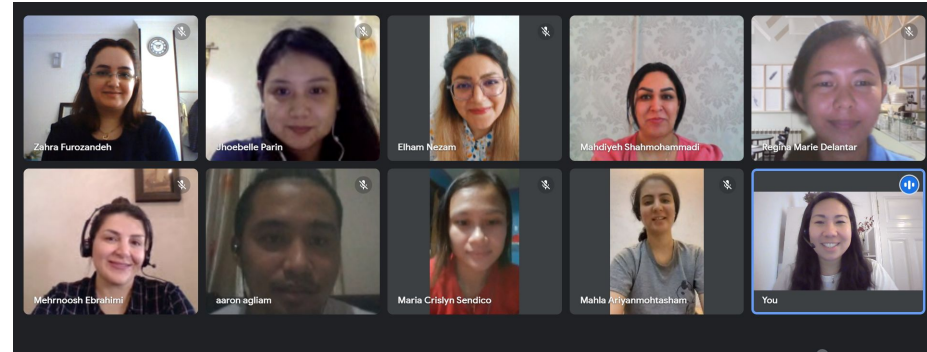 Zahra Furozandeh
Jhoebelle Parin
Elham Nezam
Mahdiyeh Shahmohammadi
Regina Marie Delantar
Mehrnoosh Ebrahimi
aaron agliam
Maria Crislyn Sendico
Mahla Ariyanmohtasham
You